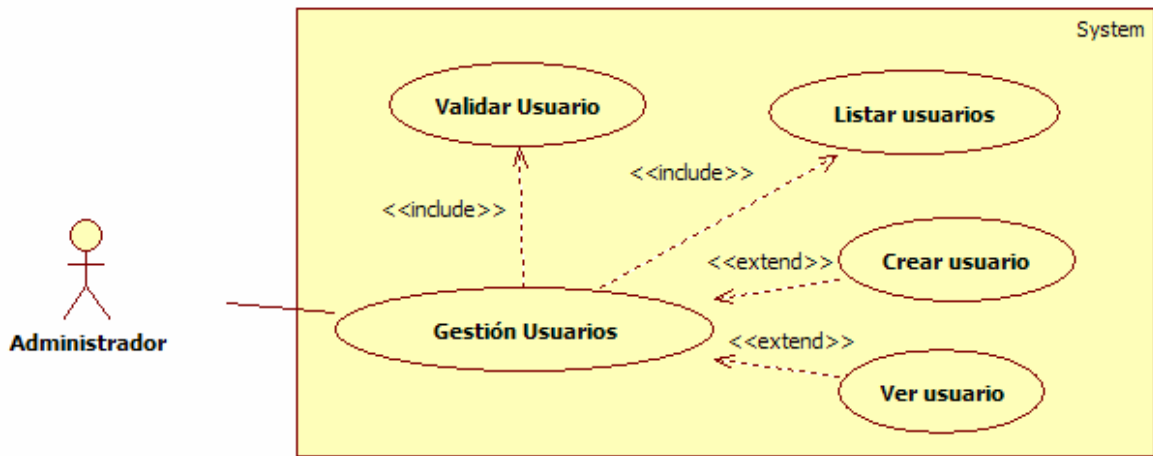 System
Validar Usuario
Listar usuarios
<<include>>
<<include>>
<<extend>>
Crear usuario
Administrador
Gestión Usuarios
<<extend>>
Ver usuario